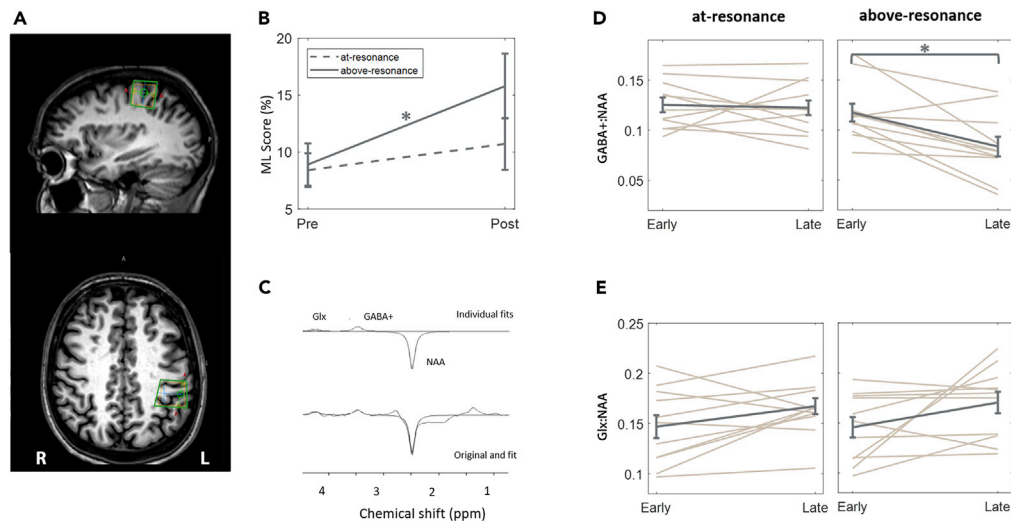 A
A
R
L
P
B
ML Score (%)
20
15
10
5
at-resonance
above-resonance
*
Pre
Post
C
Glx
GABA+
Individual fits
NAA
Original and fit
4
3
2
1
Chemical shift (ppm)
D
at-resonance
above-resonance
GABA+:NAA
0.15
0.1
0.05
*
Early
Late
Early
Late
E
Glx:NAA
0.25
0.2
0.15
0.1
Early
Late
Early
Late